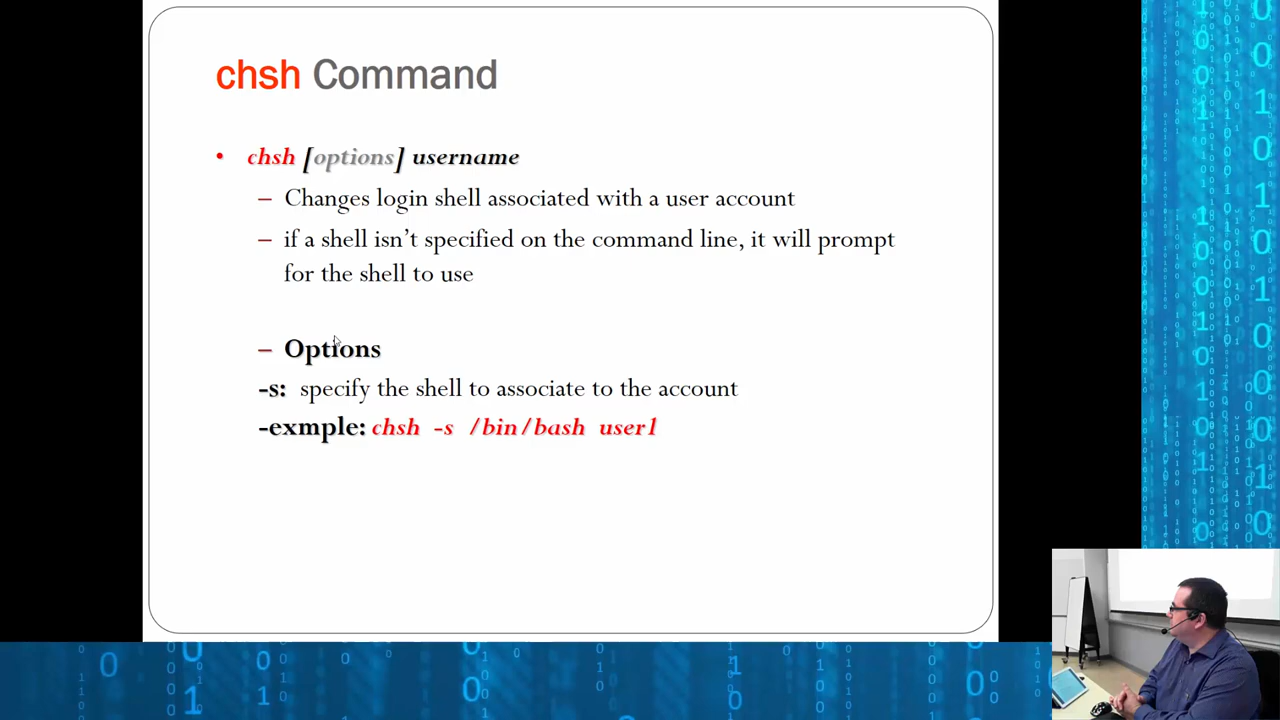 chsh Command
• chsh [options] username
– Changes login shell associated with a user account
– if a shell isn't specified on the command line, it will prompt
for the shell to use
– Options
-s: specify the shell to associate to the account
-exmple: chsh -s /bin/bash user1